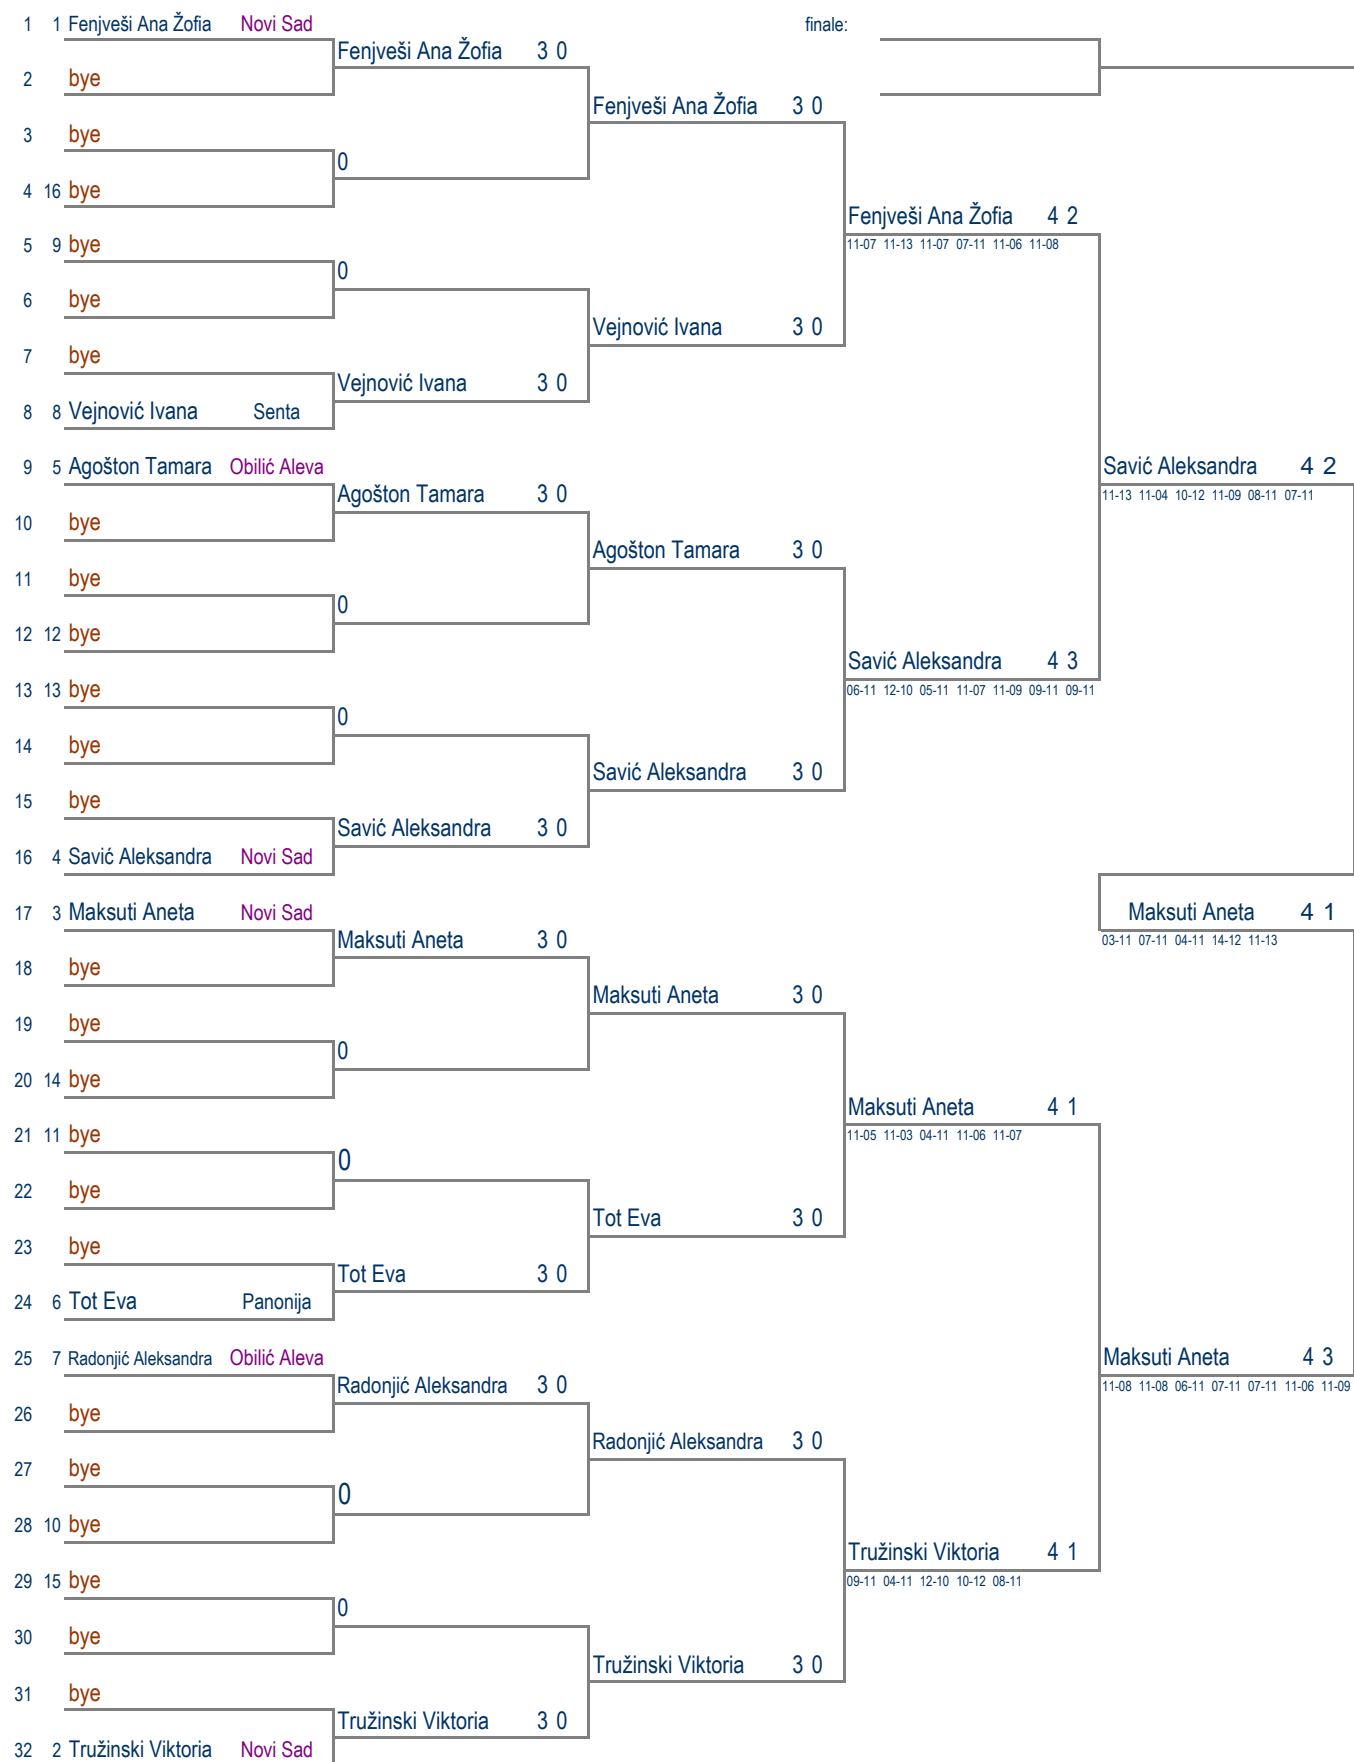 1 1 Fenjveši Ana Žofia Novi Sad finale:
Fenjveši Ana Žofia 3 0
2 bye
Fenjveši Ana Žofia 3 0
3 bye
0
4 16 bye
Fenjveši Ana Žofia 4 2
11-07 11-13 11-07 07-11 11-06 11-08
5 9 bye
0
6 bye
Vejnović Ivana 3 0
7 bye
Vejnović Ivana 3 0
8 8 Vejnović Ivana Senta
9 5 Agošton Tamara Obilić Aleva
Savić Aleksandra 4 2
11-13 11-04 10-12 11-09 08-11 07-11
Agošton Tamara 3 0
10 bye
Agošton Tamara 3 0
11 bye
0
12 12 bye
Savić Aleksandra 4 3
06-11 12-10 05-11 11-07 11-09 09-11 09-11
13 13 bye
0
14 bye
Savić Aleksandra 3 0
15 bye
Savić Aleksandra 3 0
16 4 Savić Aleksandra Novi Sad
17 3 Maksuti Aneta Novi Sad
Maksuti Aneta 4 1
03-11 07-11 04-11 14-12 11-13
Maksuti Aneta 3 0
18 bye
Maksuti Aneta 3 0
19 bye
0
20 14 bye
Maksuti Aneta 4 1
11-05 11-03 04-11 11-06 11-07
21 11 bye
0
22 bye
Tot Eva 3 0
23 bye
Tot Eva 3 0
24 6 Tot Eva Panonija
25 7 Radonjić Aleksandra Obilić Aleva
Maksuti Aneta 4 3
11-08 11-08 06-11 07-11 07-11 11-06 11-09
Radonjić Aleksandra 3 0
26 bye
Radonjić Aleksandra 3 0
27 bye
0
28 10 bye
Tružinski Viktoria 4 1
09-11 04-11 12-10 10-12 08-11
29 15 bye
0
30 bye
Tružinski Viktoria 3 0
31 bye
Tružinski Viktoria 3 0
32 2 Tružinski Viktoria Novi Sad